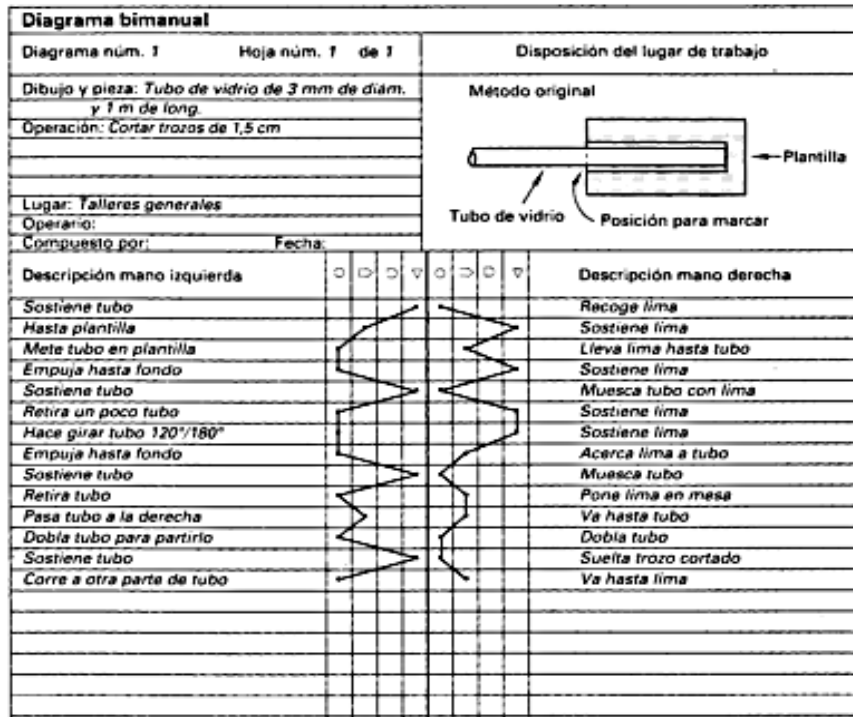 Diagrama bimanual
Diagrama núm. 1 Hoja núm. 1 de 1
Disposición del lugar de trabajo
Dibujo y pieza: Tubo de vidrio de 3 mm de diám.
y 1 m de long.
Operación: Cortar trozos de 1,5 cm
Lugar: Talleres generales
Operario:
Compuesto por: Fecha:
Método original
Plantilla
Tubo de vidrio
Posición para marcar
Descripción mano izquierda Descripción mano derecha
Sostiene tubo Recoge lima
Hasta plantilla Sostiene lima
Mete tubo en plantilla Lleva lima hasta tubo
Empuja hasta fondo Sostiene lima
Sostiene tubo Muesca tubo con lima
Retira un poco tubo Sostiene lima
Hace girar tubo 120°/180° Sostiene lima
Empuja hasta fondo Acerca lima a tubo
Sostiene tubo Muesca tubo
Retira tubo Pone lima en mesa
Pasa tubo a la derecha Va hasta tubo
Dobla tubo para partirlo Dobla tubo
Sostiene tubo Suelta trozo cortado
Corre a otra parte de tubo Va hasta lima